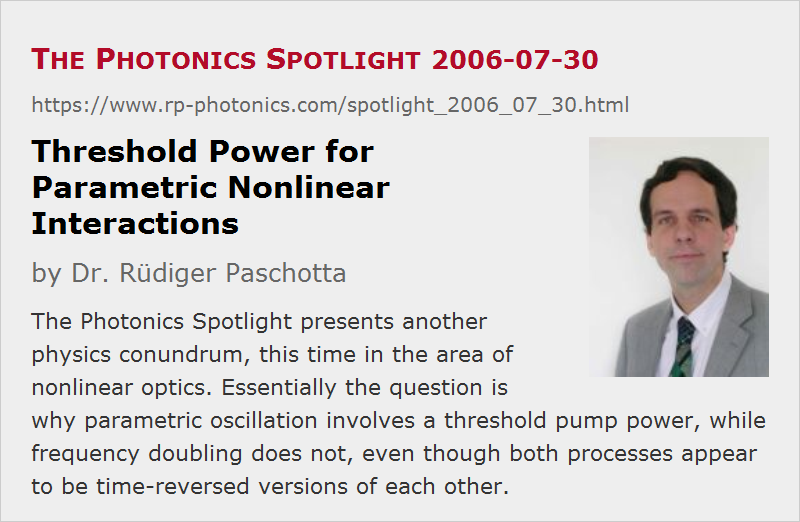 THE PHOTONICS SPOTLIGHT 2006-07-30
https://www.rp-photonics.com/spotlight_2006_07_30.html
Threshold Power for
Parametric Nonlinear
Interactions
by Dr. Rüdiger Paschotta
The Photonics Spotlight presents another
physics conundrum, this time in the area of
nonlinear optics. Essentially the question is
why parametric oscillation involves a threshold pump power, while
frequency doubling does not, even though both processes appear
to be time-reversed versions of each other.